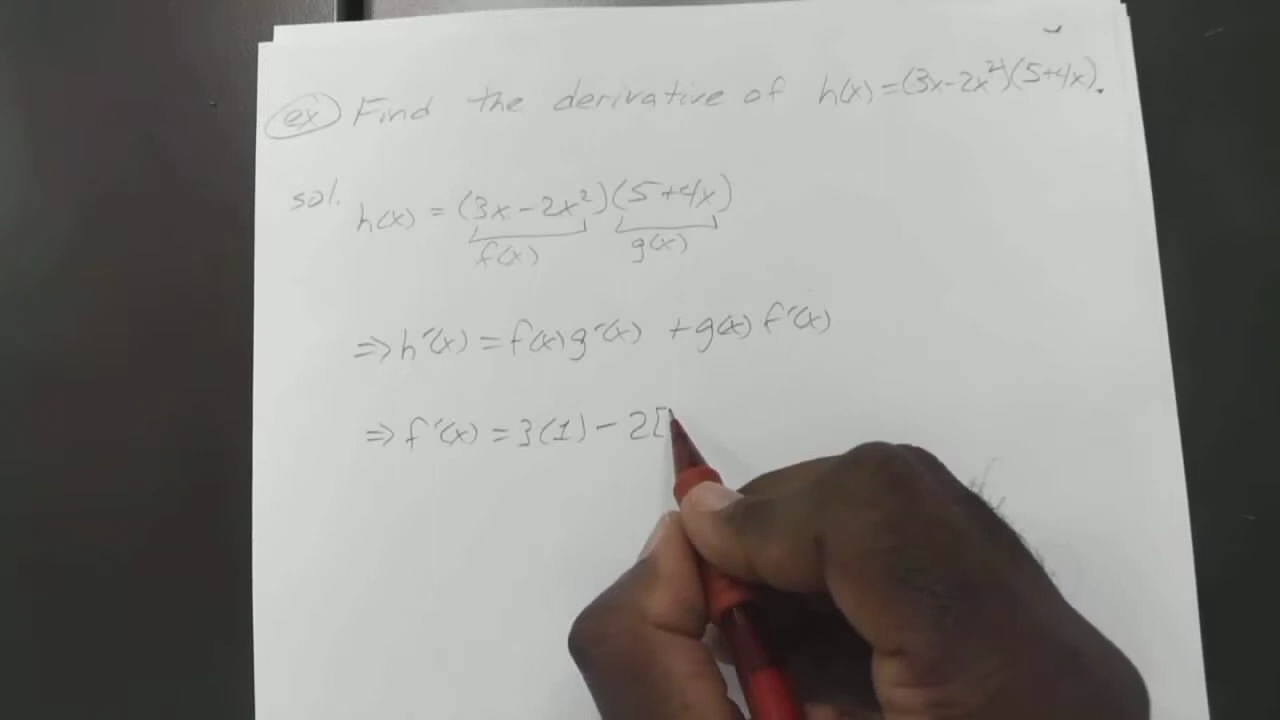 ex Find the derivative of h(x)=(3x-2x²)(5+4x).
sol. h(x) = (3x-2x²)(5+4x)
f(x) g(x)
⇒h'(x) = f(x)g'(x) +g(x) f'(x)
⇒ f'(x) = 3(1) - 2[